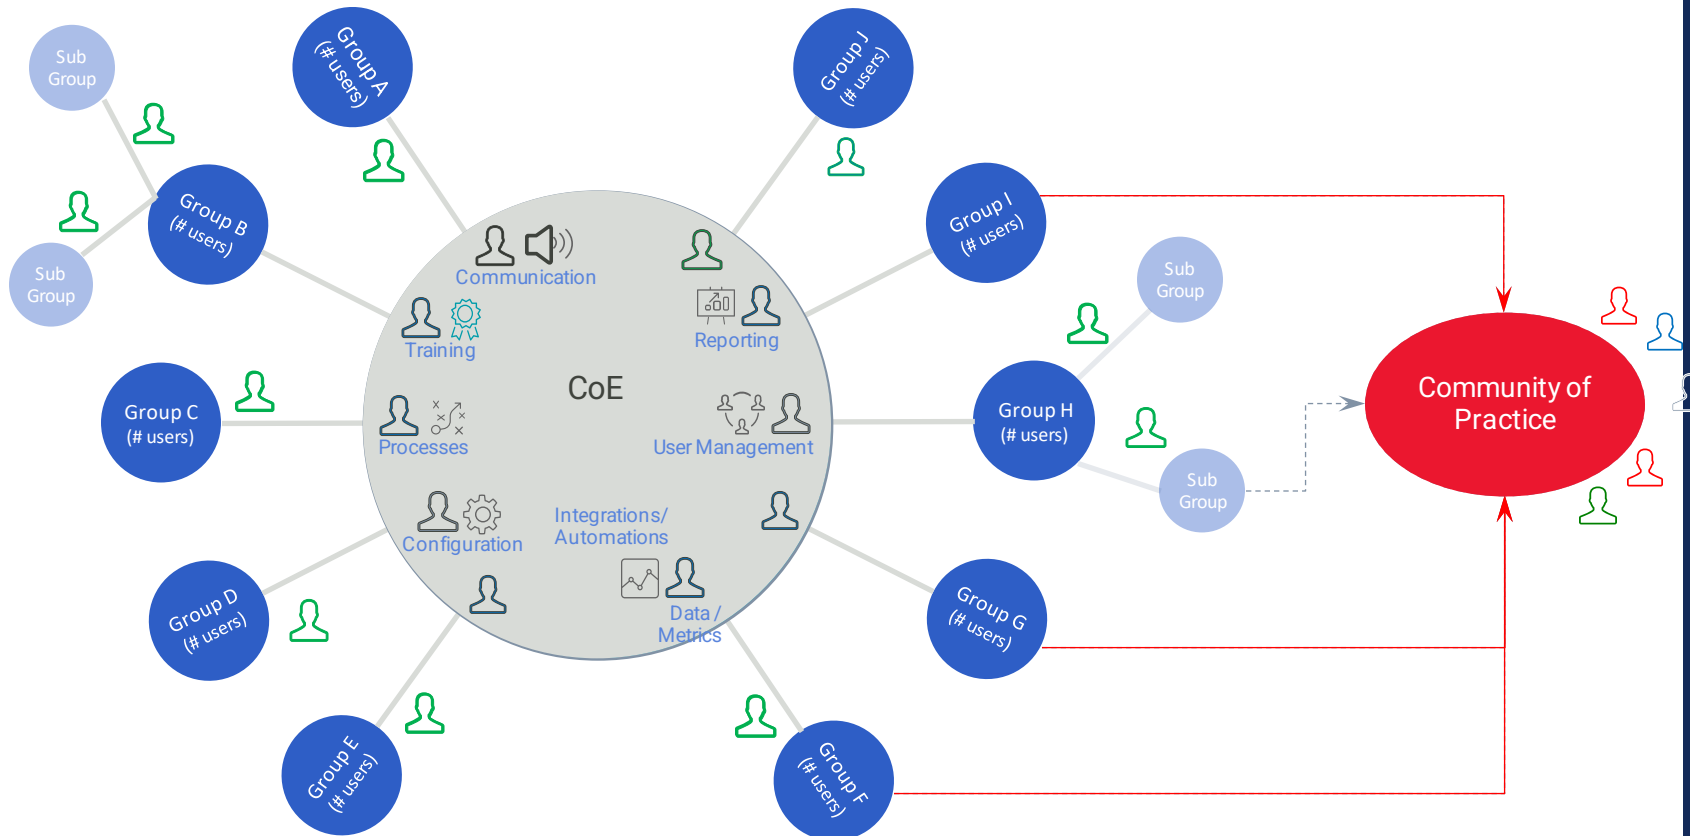 Sub
Group
Group A
(# users)
Group J
(# users)
Group B
(# users)
Sub
Group
Group I
(# users)
Communication
Sub
Group
Training
Reporting
CoE
Community of
Practice
Group C
(# users)
Processes
User Management
Group H
(# users)
Sub
Group
Configuration
Integrations/
Automations
Group D
(# users)
Data /
Metrics
Group G
(# users)
Group E
(# users)
Group F
(# users)